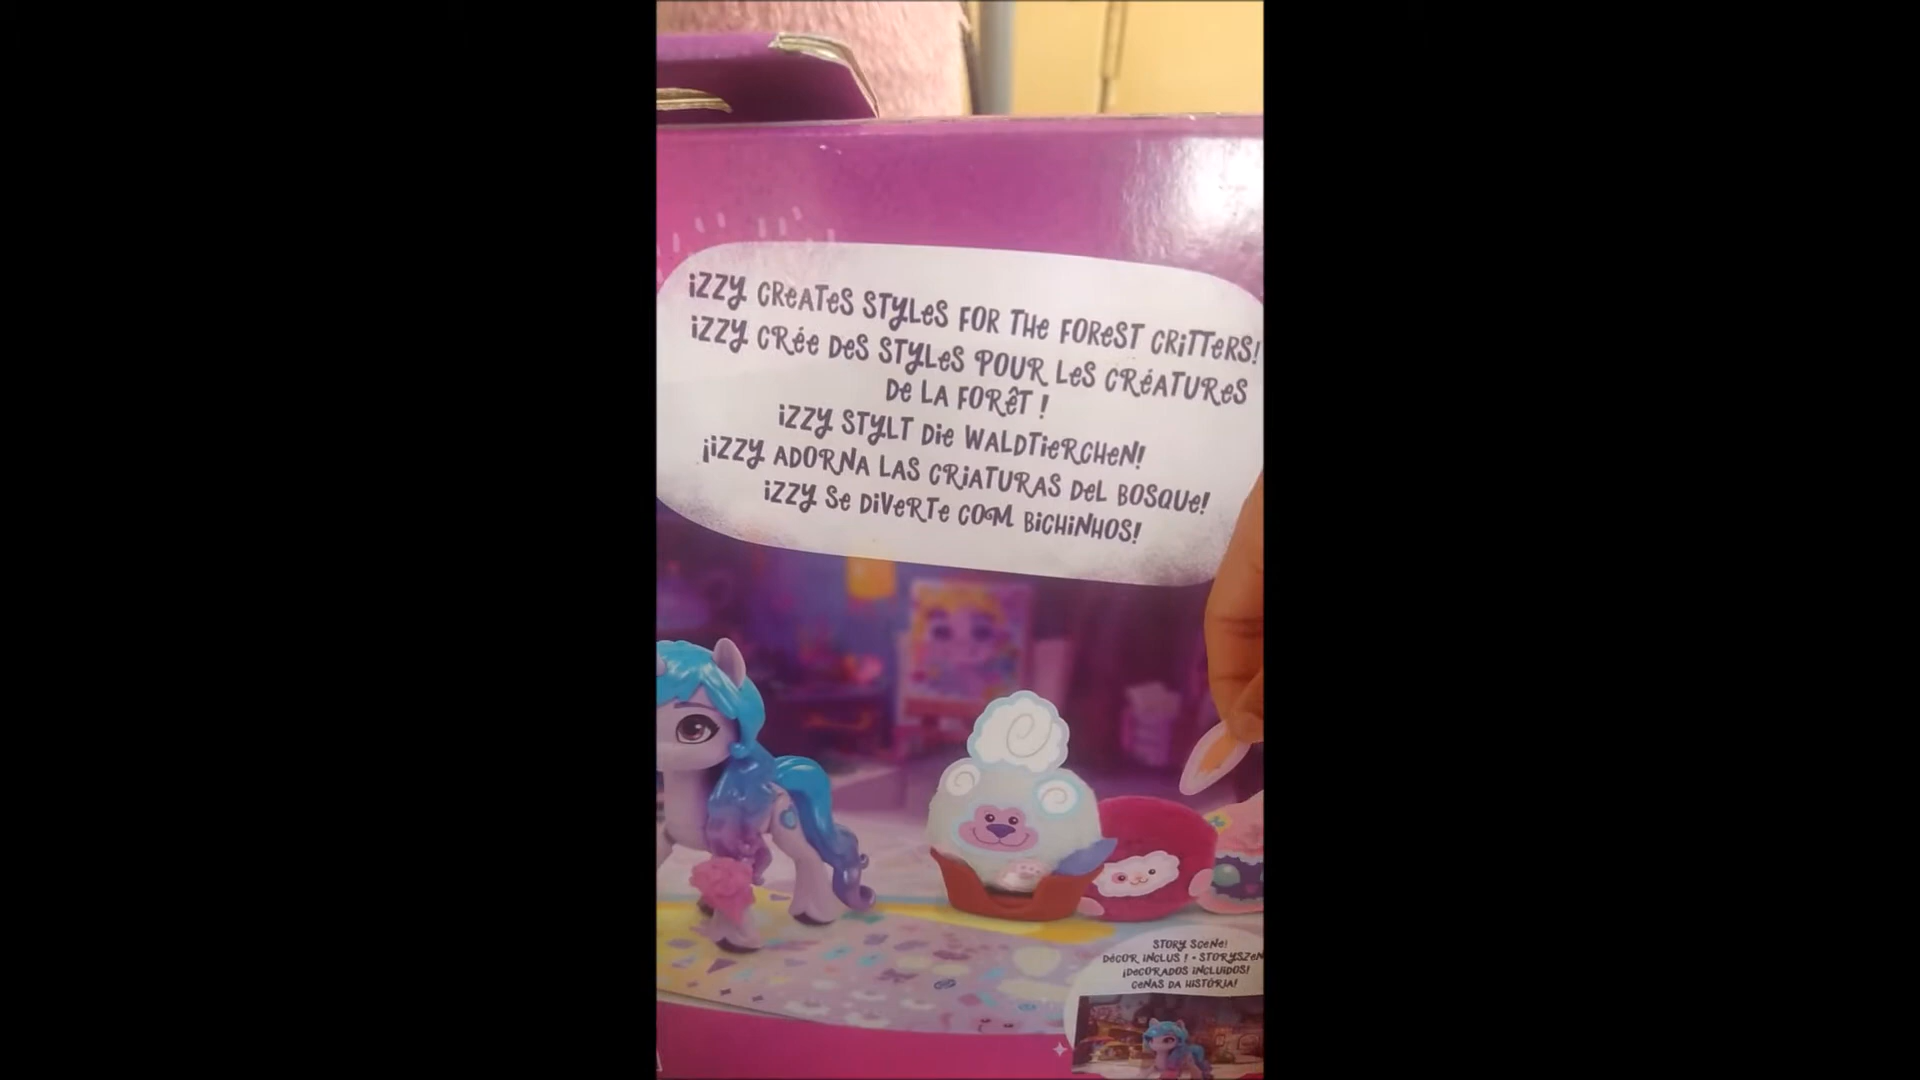 iZZY CREATES STYLES FOR THE FOREST CRITTERS!
iZZY CRÉE DES STYLES POUR LES CRÉATURES
DE LA FORÊT !
iZZY STYLT DIE WALDTIERCHEN!
¡iZZY ADORNA LAS CRIATURAS DEL BOSQUE!
iZZY SE DIVERTE COM BICHINHOS!
STORY SCENE!
DÉCOR INCLUS ! • STORYSZEN
¡DECORADOS INCLUIDOS!
CENAS DA HISTÓRIA!